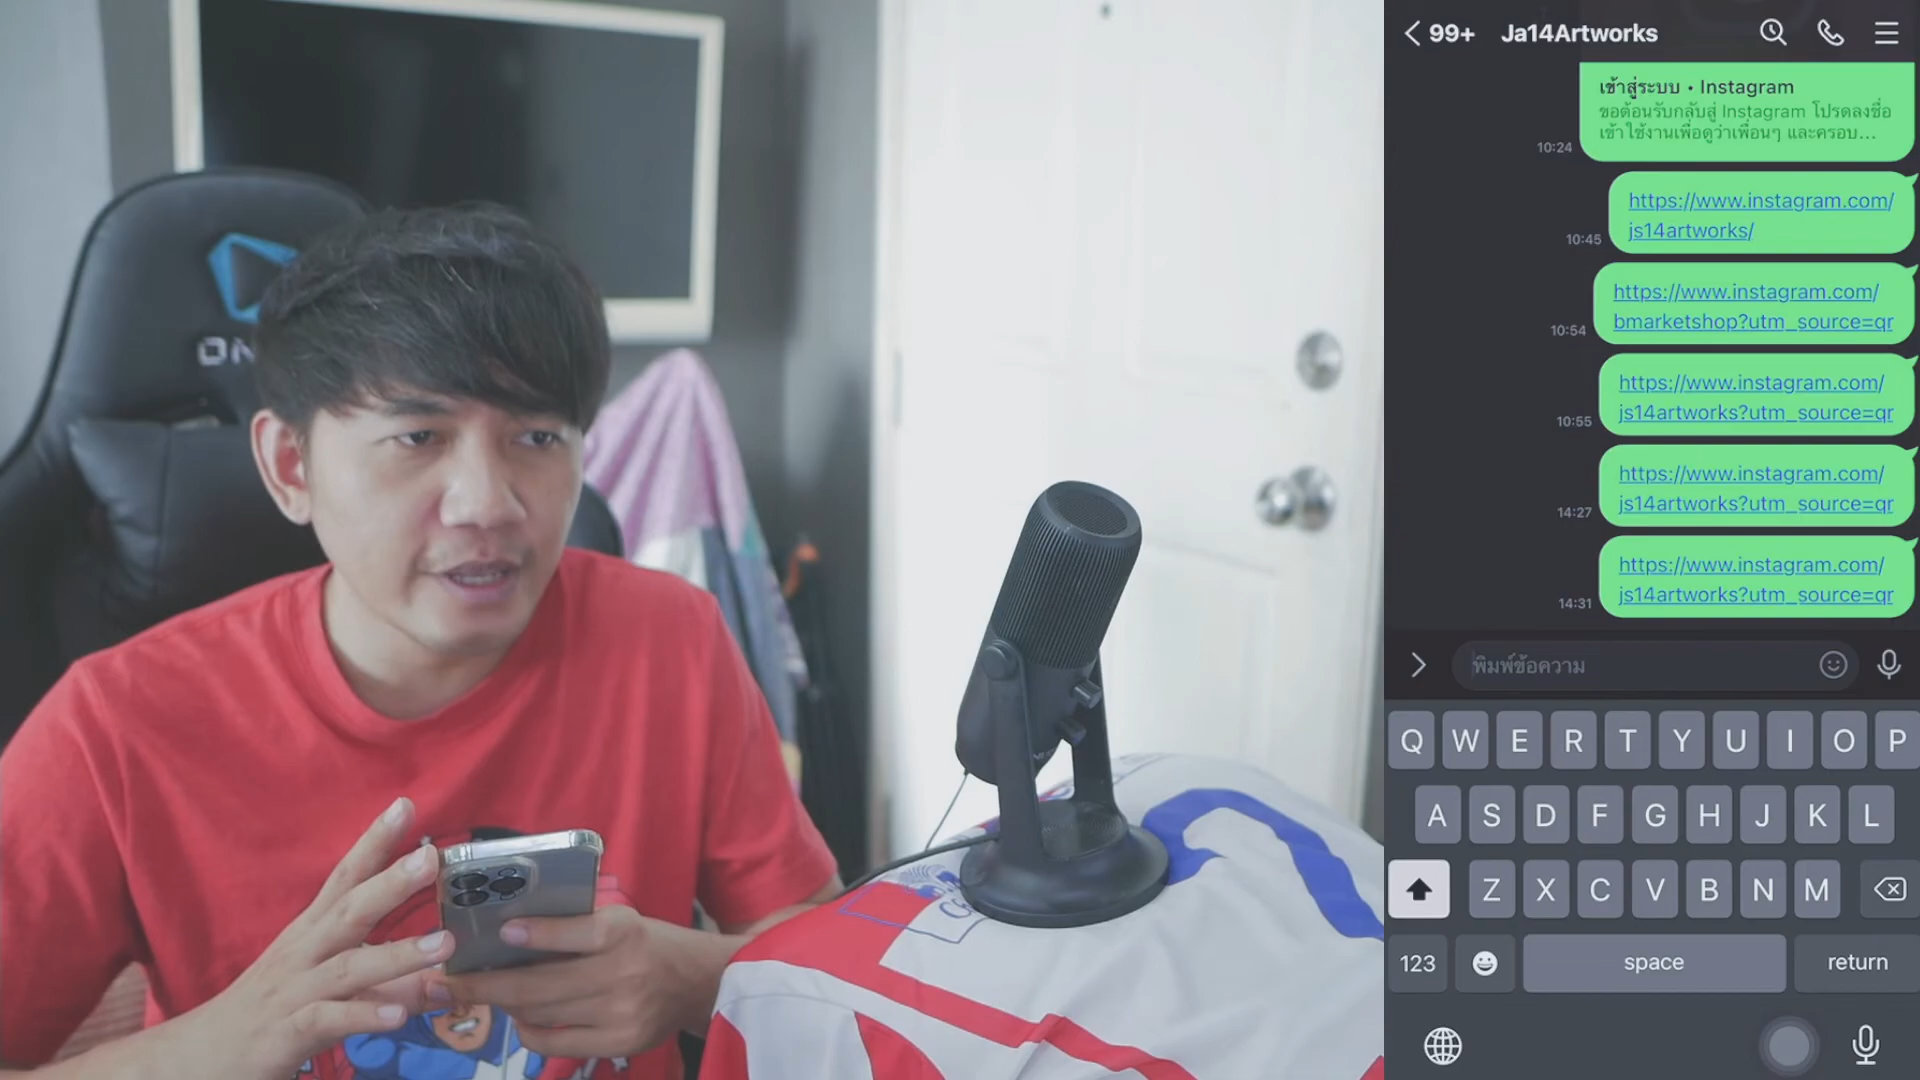 ON
99+
Ja14Artworks
เข้าสู่ระบบ • Instagram
ขอต้อนรับกลับสู่ Instagram โปรดลงชื่อ
เข้าใช้งานเพื่อดูว่าเพื่อนๆ และครอบ...
10:24
https://www.instagram.com/
js14artworks/
10:45
https://www.instagram.com/
bmarketshop?utm_source=qr
10:54
https://www.instagram.com/
js14artworks?utm_source=qr
10:55
https://www.instagram.com/
js14artworks?utm_source=qr
14:27
https://www.instagram.com/
js14artworks?utm_source=qr
14:31
พิมพ์ข้อความ
Q W E R T Y U I O P
A S D F G H J K L
Z X C V B N M
123
space
return